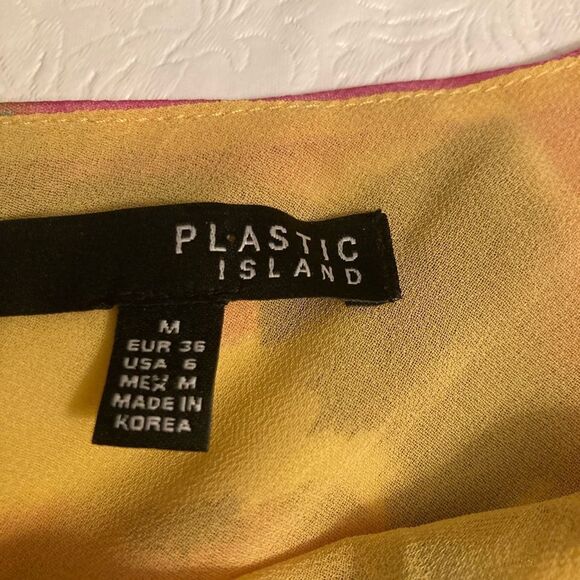 PLASTIC
ISLAND
M
EUR 36
USA 6
MEX M
MADE IN
KOREA